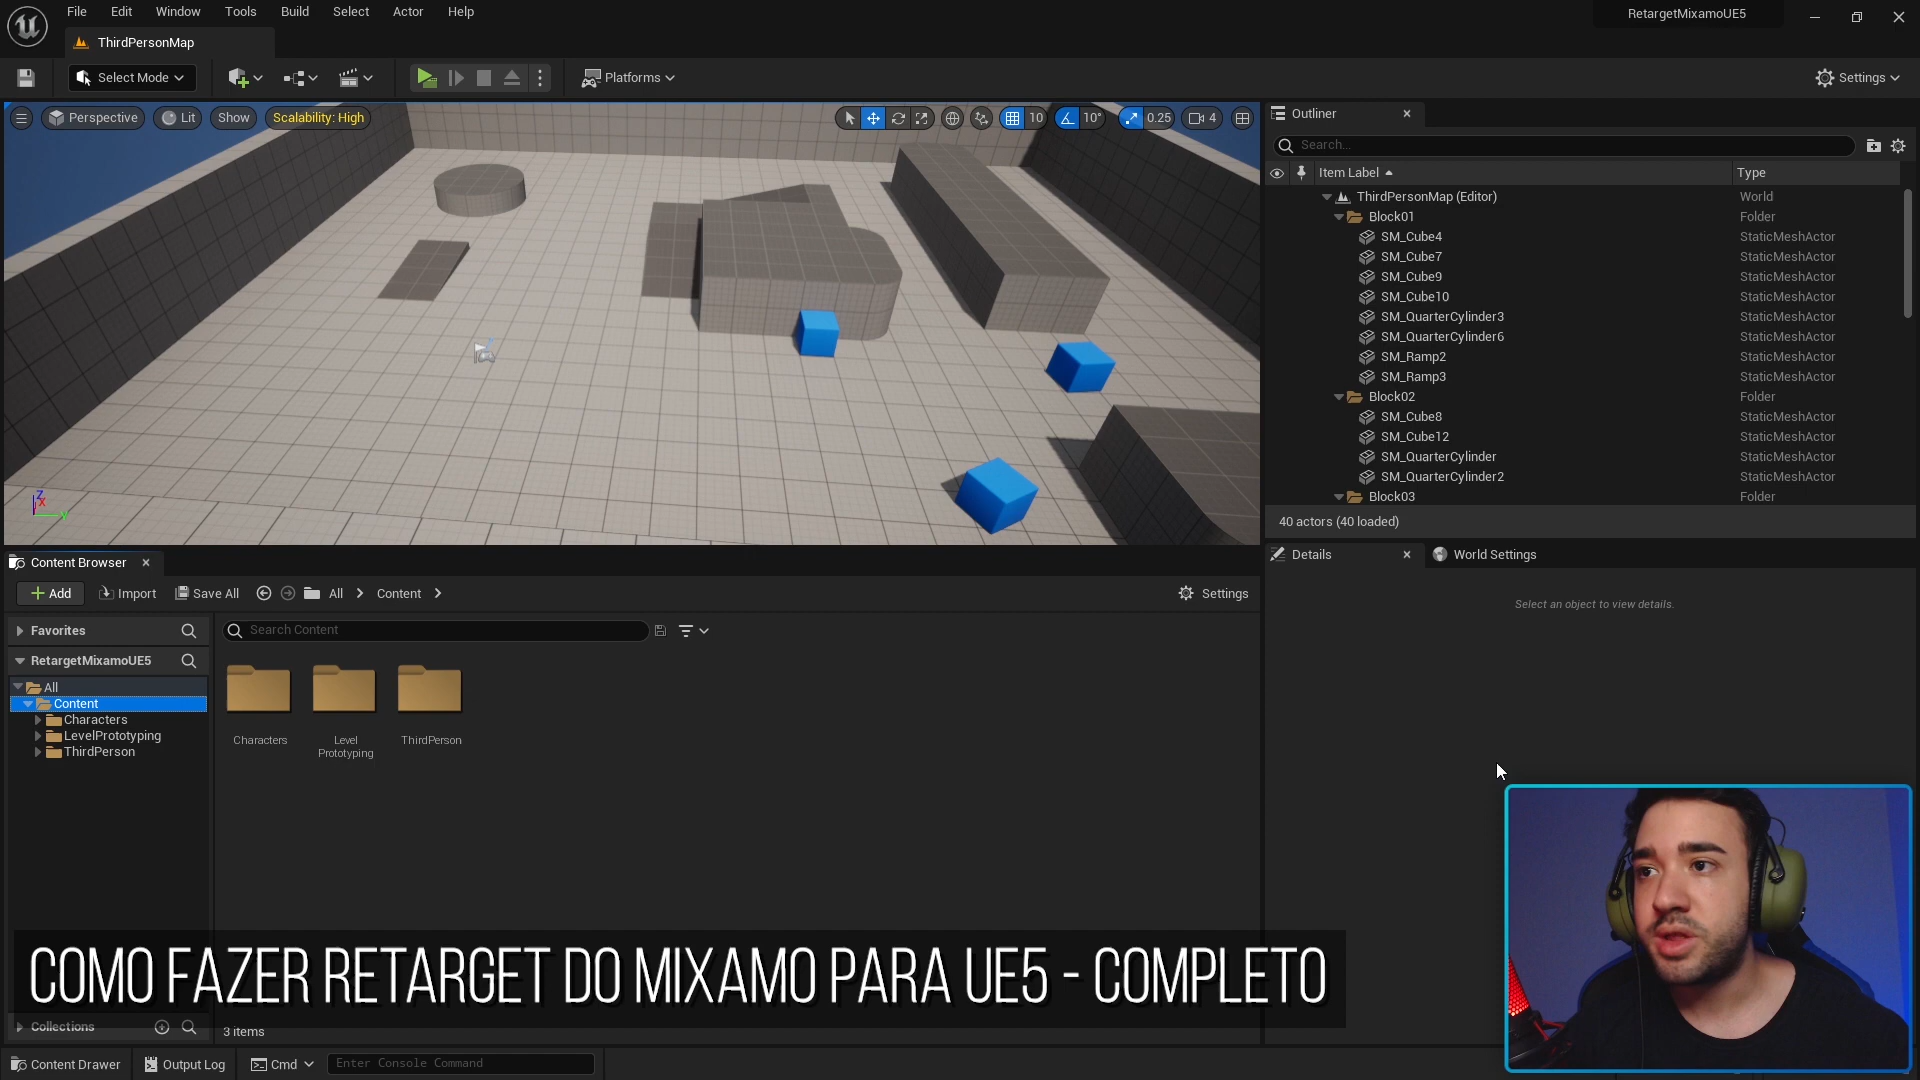 File Edit Window Tools Build Select Actor Help
RetargetMixamoUE5
ThirdPersonMap
Select Mode
Platforms
Settings
Perspective Lit Show Scalability: High
10 10° 0.25 4
Outliner
Search...
Item Label Type
ThirdPersonMap (Editor) World
Block01 Folder
SM_Cube4 StaticMeshActor
SM_Cube7 StaticMeshActor
SM_Cube9 StaticMeshActor
SM_Cube10 StaticMeshActor
SM_QuarterCylinder3 StaticMeshActor
SM_QuarterCylinder6 StaticMeshActor
SM_Ramp2 StaticMeshActor
SM_Ramp3 StaticMeshActor
Block02 Folder
SM_Cube8 StaticMeshActor
SM_Cube12 StaticMeshActor
SM_QuarterCylinder StaticMeshActor
SM_QuarterCylinder2 StaticMeshActor
Block03 Folder
40 actors (40 loaded)
Z
X
Y
Details World Settings
Select an object to view details.
Content Browser
Add Import Save All All Content Settings
Favorites
Search Content
RetargetMixamoUE5
All
Content
Characters
LevelPrototyping
ThirdPerson
Characters
Level
Prototyping
ThirdPerson
COMO FAZER RETARGET DO MIXAMO PARA UE5 - COMPLETO
Collections
3 items
Content Drawer Output Log Cmd Enter Console Command